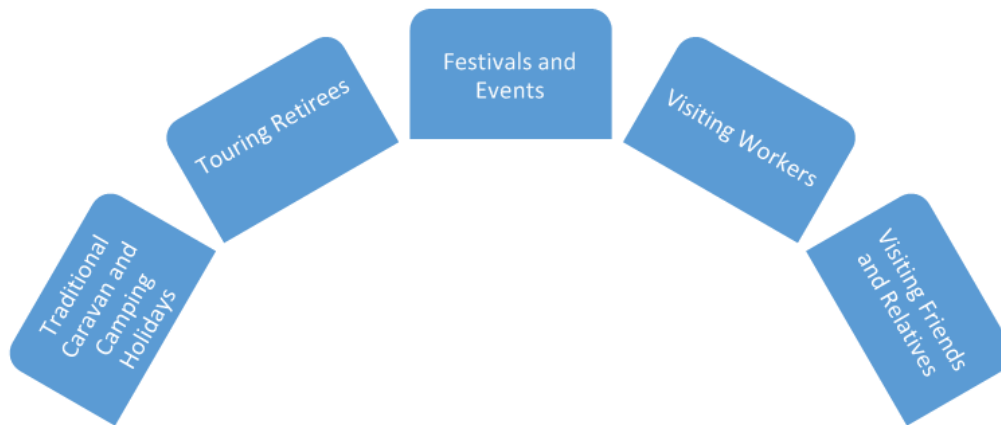 Traditional
Caravan and
Camping
Holidays
Touring Retirees
Festivals and
Events
Visiting Workers
Visiting Friends
and Relatives